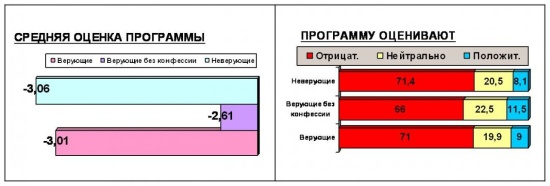 СРЕДНЯЯ ОЦЕНКА ПРОГРАММЫ
Верующие Верующие без конфессии Неверующие
-3,06
-2,61
-3,01
ПРОГРАММУ ОЦЕНИВАЮТ
Отрицат. Нейтрально Положит.
Неверующие 71,4 20,5 8,1
Верующие без
конфессии 66 22,5 11,5
Верующие 71 19,9 9